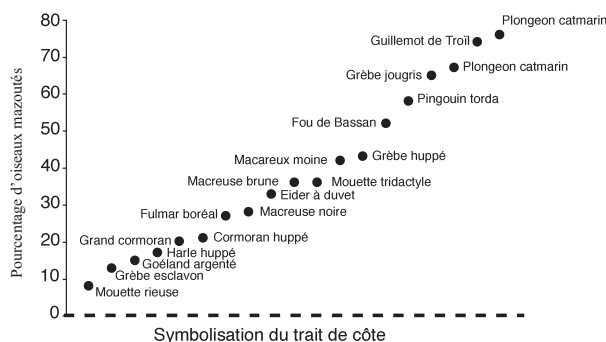 80
70
60
50
40
30
20
10
0
Pourcentage d'oiseaux mazoutés
Plongeon catmarin
Guillemot de Troïl
Plongeon catmarin
Grèbe jougris
Pingouin torda
Fou de Bassan
Grèbe huppé
Macareux moine
Macreuse brune
Mouette tridactyle
Eider à duvet
Macreuse noire
Fulmar boréal
Cormoran huppé
Grand cormoran
Harle huppé
Goéland argenté
Grèbe esclavon
Mouette rieuse
Symbolisation du trait de côte